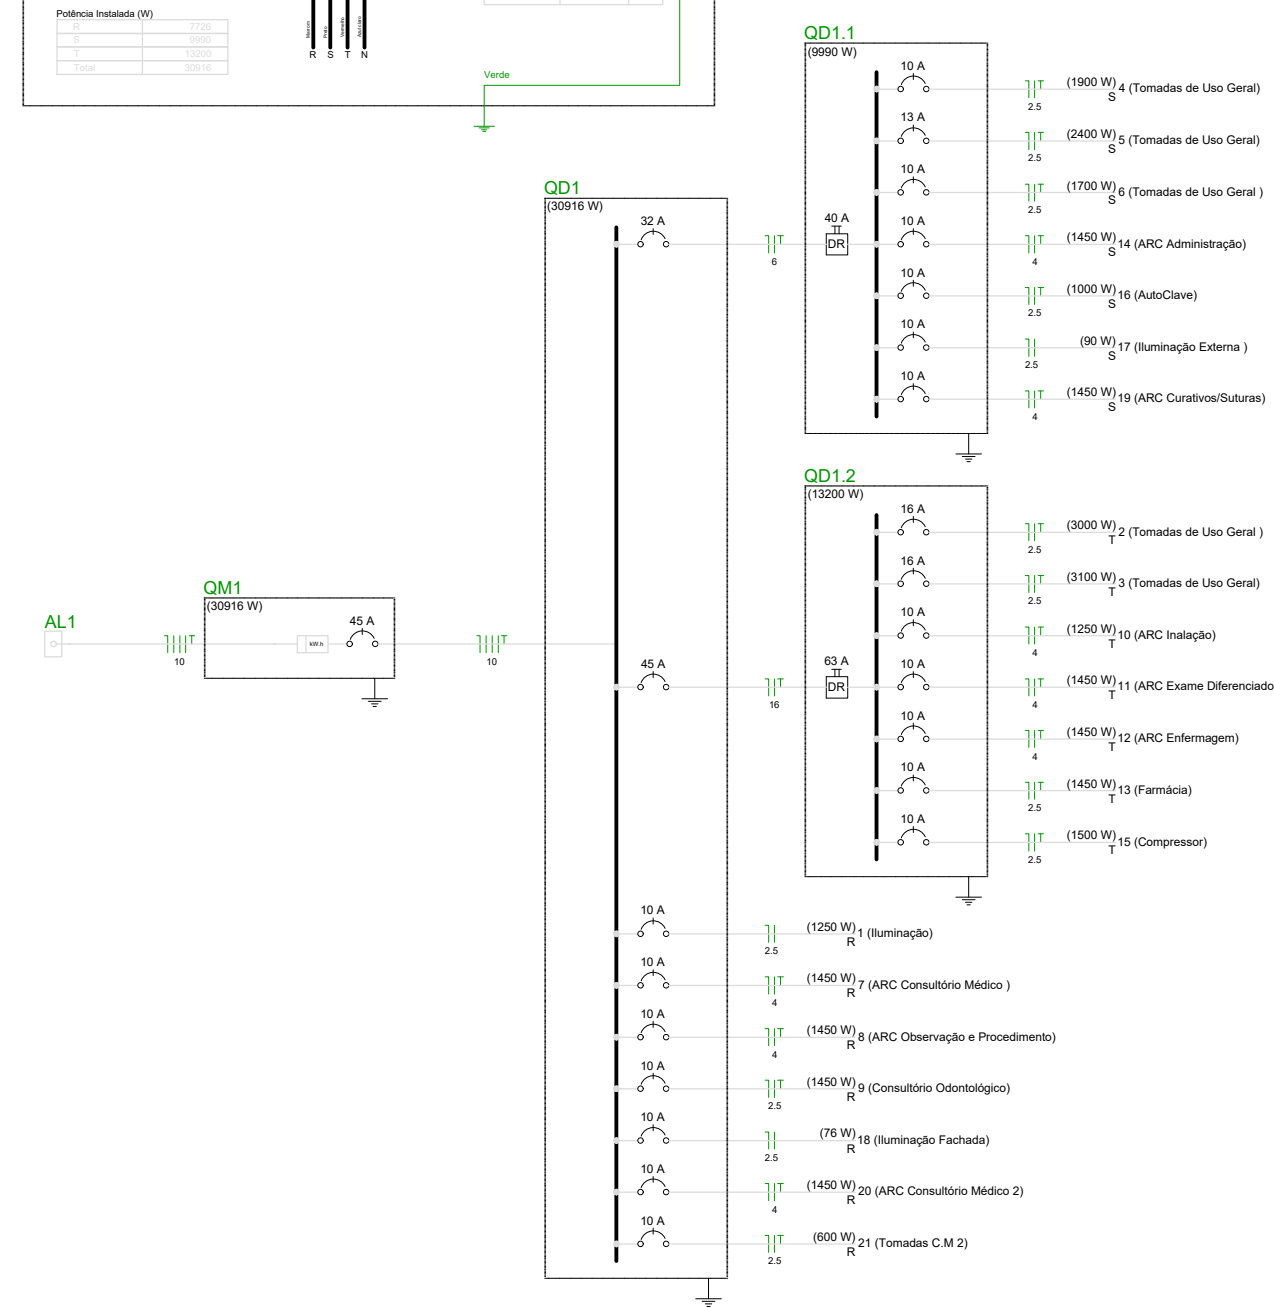 Potência Instalada (W)
R 7726
S 9990
T 13200
Total 30916
Marrom
Preto
Vermelho
Azul claro
R S T N
Verde
QD1.1
(9990 W)
10 A
(1900 W) 4 (Tomadas de Uso Geral)
S
2.5
13 A
(2400 W) 5 (Tomadas de Uso Geral)
S
2.5
10 A
(1700 W) 6 (Tomadas de Uso Geral )
S
2.5
40 A
DR
10 A
(1450 W) 14 (ARC Administração)
S
4
10 A
(1000 W) 16 (AutoClave)
S
2.5
10 A
(90 W) 17 (Iluminação Externa )
S
2.5
10 A
(1450 W) 19 (ARC Curativos/Suturas)
S
4
QD1
(30916 W)
32 A
6
QD1.2
(13200 W)
16 A
(3000 W) 2 (Tomadas de Uso Geral )
T
2.5
16 A
(3100 W) 3 (Tomadas de Uso Geral)
T
2.5
10 A
(1250 W) 10 (ARC Inalação)
T
4
63 A
DR
10 A
(1450 W) 11 (ARC Exame Diferenciado
T
4
10 A
(1450 W) 12 (ARC Enfermagem)
T
4
10 A
(1450 W) 13 (Farmácia)
T
2.5
10 A
(1500 W) 15 (Compressor)
T
2.5
AL1
10
QM1
(30916 W)
kW.h
45 A
10
45 A
16
10 A
(1250 W) 1 (Iluminação)
R
2.5
10 A
(1450 W) 7 (ARC Consultório Médico )
R
4
10 A
(1450 W) 8 (ARC Observação e Procedimento)
R
4
10 A
(1450 W) 9 (Consultório Odontológico)
R
2.5
10 A
(76 W) 18 (Iluminação Fachada)
R
2.5
10 A
(1450 W) 20 (ARC Consultório Médico 2)
R
4
10 A
(600 W) 21 (Tomadas C.M 2)
R
2.5